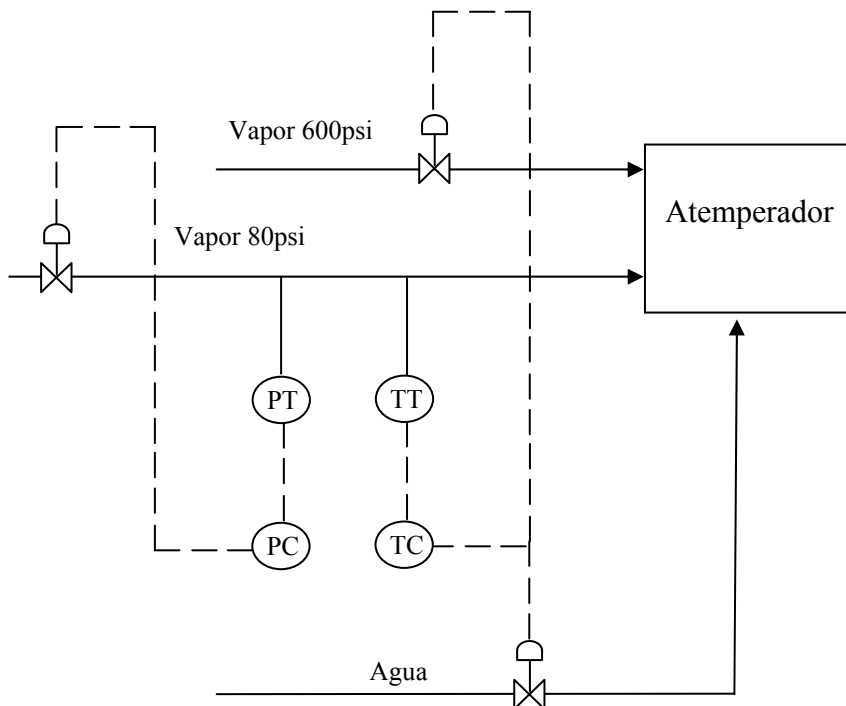 Vapor 600psi
Atemperador
Vapor 80psi
PT
TT
PC
TC
Agua